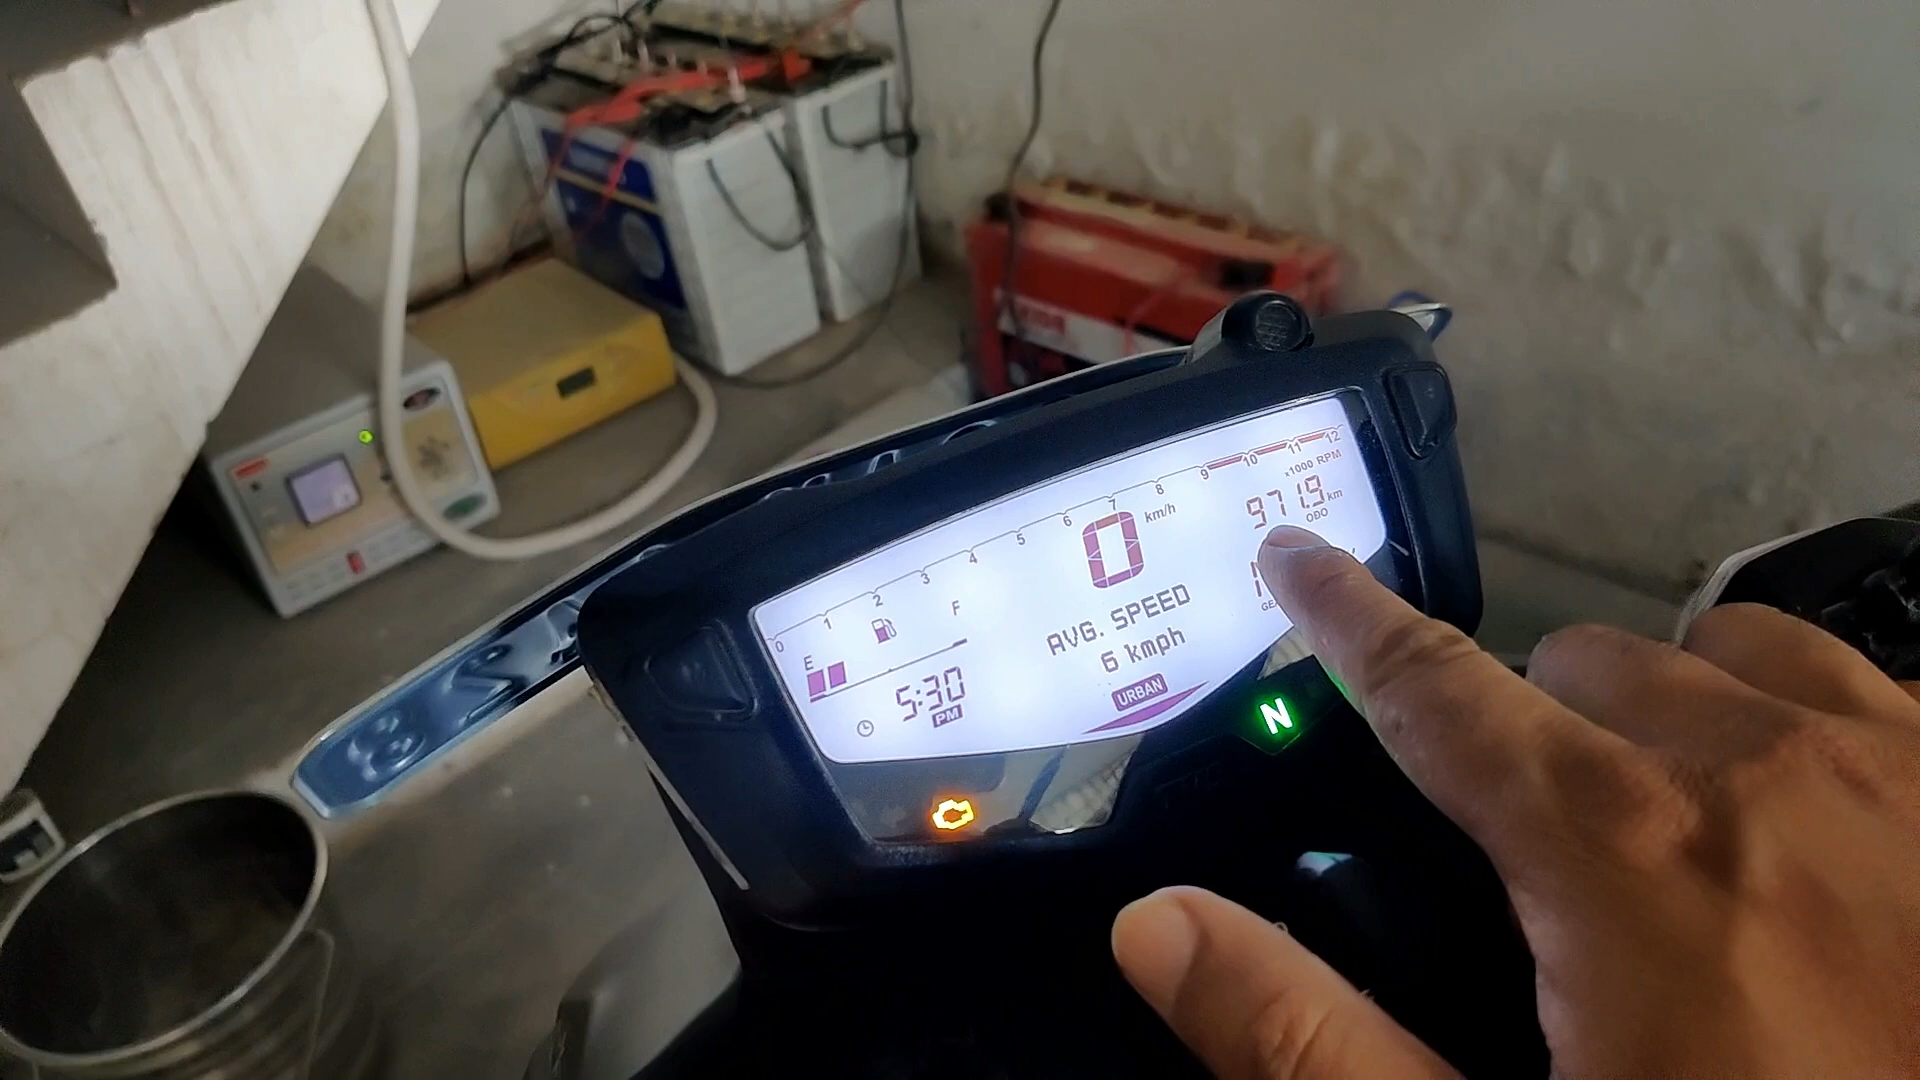 0 1 2 3 4 5 6 7 8 9 10 11 12
x1000 RPM
971.9 km
ODO
0 km/h
E F
AVG. SPEED
6 kmph
5:30
PM
URBAN
N